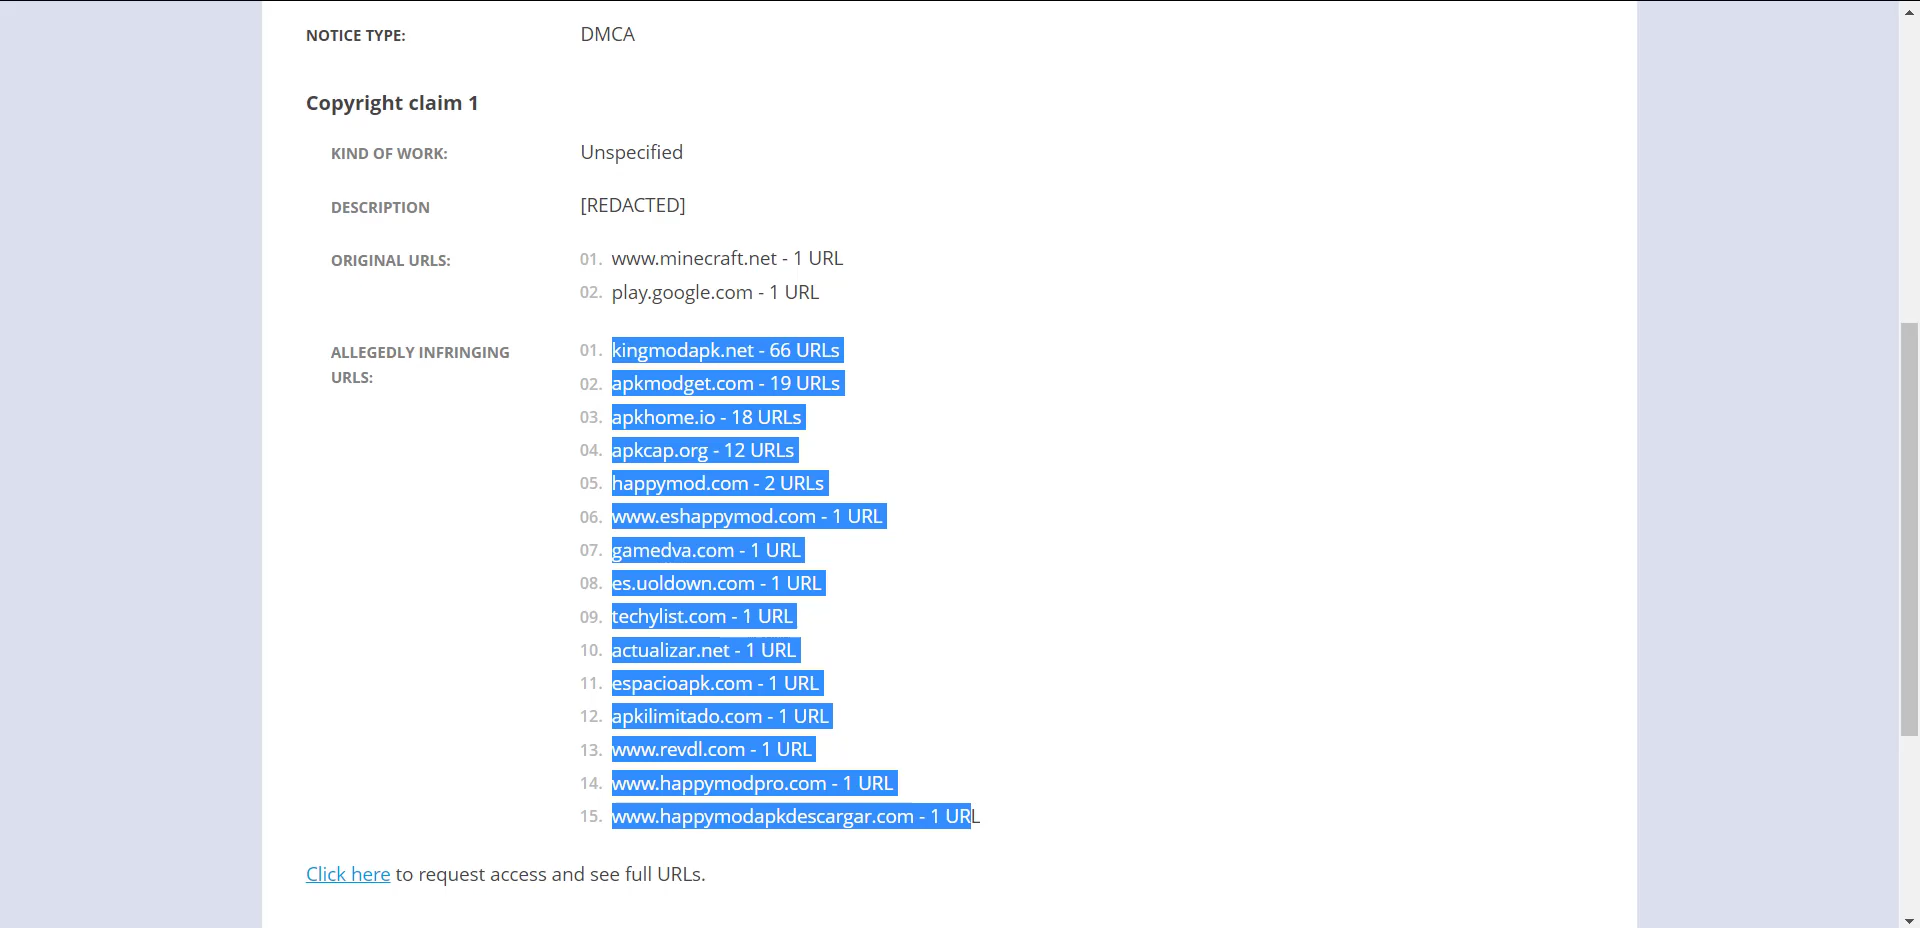 NOTICE TYPE: DMCA
Copyright claim 1
KIND OF WORK: Unspecified
DESCRIPTION [REDACTED]
ORIGINAL URLS: 01. www.minecraft.net - 1 URL
02. play.google.com - 1 URL
ALLEGEDLY INFRINGING
URLS:
01. kingmodapk.net - 66 URLs
02. apkmodget.com - 19 URLs
03. apkhome.io - 18 URLs
04. apkcap.org - 12 URLs
05. happymod.com - 2 URLs
06. www.eshappymod.com - 1 URL
07. gamedva.com - 1 URL
08. es.uoldown.com - 1 URL
09. techylist.com - 1 URL
10. actualizar.net - 1 URL
11. espacioapk.com - 1 URL
12. apkilimitado.com - 1 URL
13. www.revdl.com - 1 URL
14. www.happymodpro.com - 1 URL
15. www.happymodapkdescargar.com - 1 URL
Click here to request access and see full URLs.